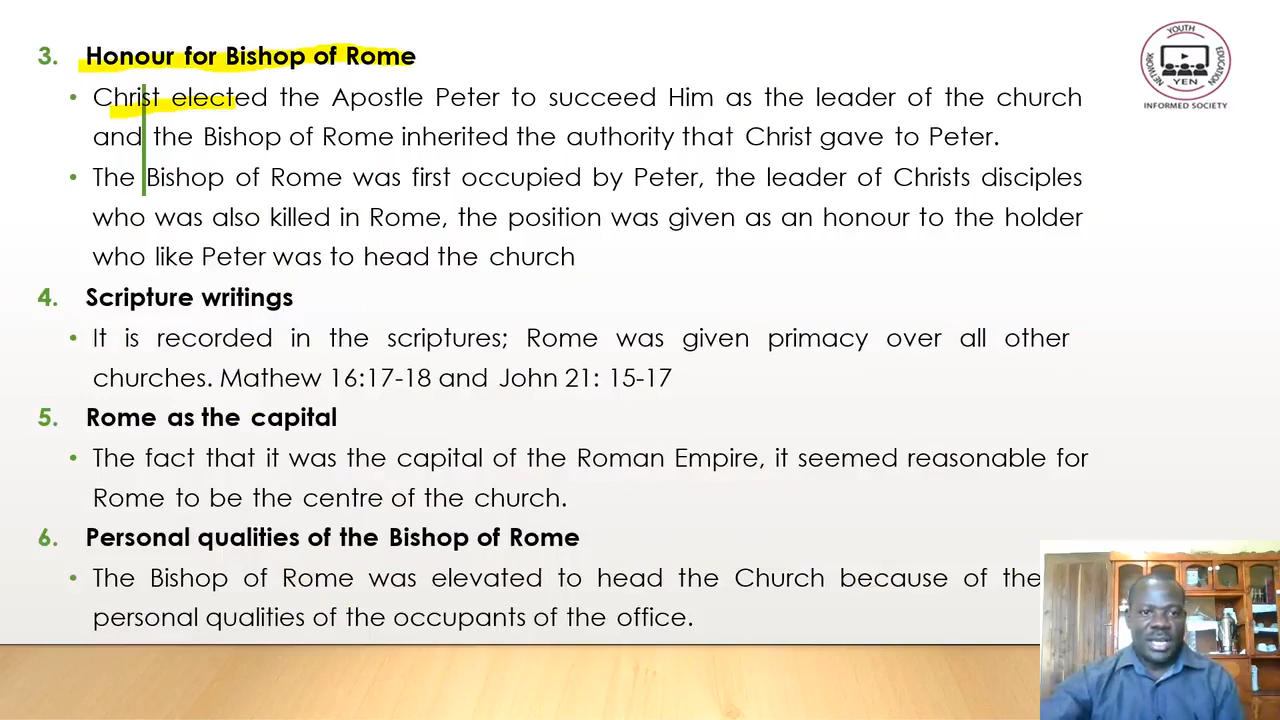 3. Honour for Bishop of Rome
• Christ elected the Apostle Peter to succeed Him as the leader of the church
and the Bishop of Rome inherited the authority that Christ gave to Peter.
• The Bishop of Rome was first occupied by Peter, the leader of Christs disciples
who was also killed in Rome, the position was given as an honour to the holder
who like Peter was to head the church
4. Scripture writings
• It is recorded in the scriptures; Rome was given primacy over all other
churches. Mathew 16:17-18 and John 21: 15-17
5. Rome as the capital
• The fact that it was the capital of the Roman Empire, it seemed reasonable for
Rome to be the centre of the church.
6. Personal qualities of the Bishop of Rome
• The Bishop of Rome was elevated to head the Church because of the
personal qualities of the occupants of the office.
YOUTH
EDUCATION
NETWORK
YEN
INFORMED SOCIETY